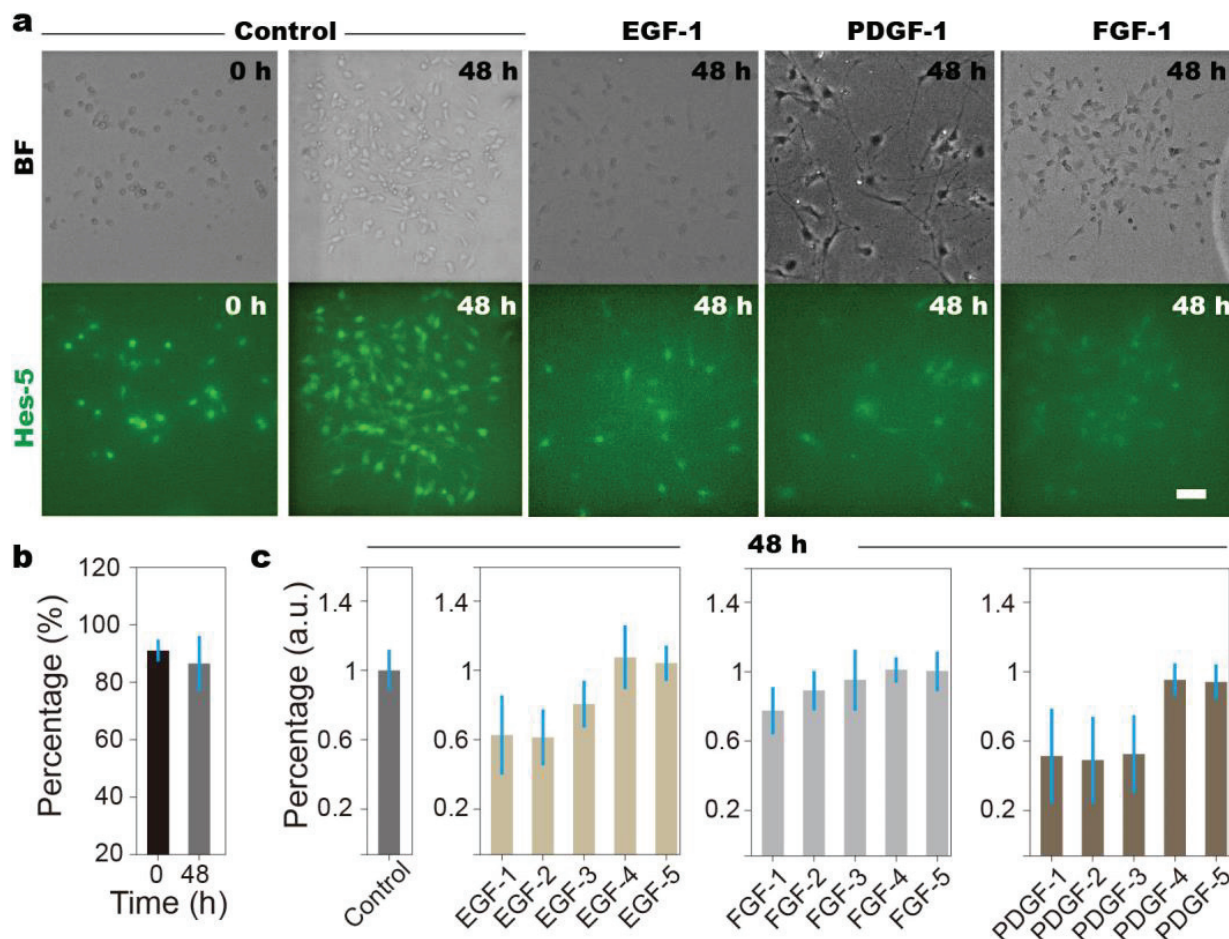 a
Control EGF-1 PDGF-1 FGF-1
0 h 48 h 48 h 48 h 48 h
BF
0 h 48 h 48 h 48 h 48 h
Hes-5
b
120
100
80
60
40
20
Percentage (%)
0 48
Time (h)
c
48 h
Percentage (a.u.)
1.4
1
0.6
0.2
Control
1.4
1
0.6
0.2
EGF-1 EGF-2 EGF-3 EGF-4 EGF-5
1.4
1
0.6
0.2
FGF-1 FGF-2 FGF-3 FGF-4 FGF-5
1.4
1
0.6
0.2
PDGF-1 PDGF-2 PDGF-3 PDGF-4 PDGF-5